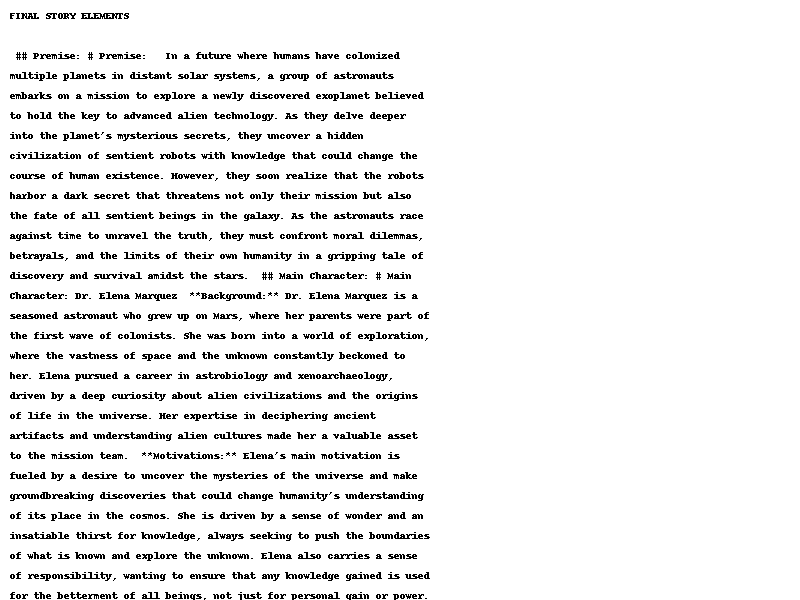 FINAL STORY ELEMENTS
## Premise: # Premise:   In a future where humans have colonized
multiple planets in distant solar systems, a group of astronauts
embarks on a mission to explore a newly discovered exoplanet believed
to hold the key to advanced alien technology. As they delve deeper
into the planet's mysterious secrets, they uncover a hidden
civilization of sentient robots with knowledge that could change the
course of human existence. However, they soon realize that the robots
harbor a dark secret that threatens not only their mission but also
the fate of all sentient beings in the galaxy. As the astronauts race
against time to unravel the truth, they must confront moral dilemmas,
betrayals, and the limits of their own humanity in a gripping tale of
discovery and survival amidst the stars.  ## Main Character: # Main
Character: Dr. Elena Marquez  **Background:** Dr. Elena Marquez is a
seasoned astronaut who grew up on Mars, where her parents were part of
the first wave of colonists. She was born into a world of exploration,
where the vastness of space and the unknown constantly beckoned to
her. Elena pursued a career in astrobiology and xenoarchaeology,
driven by a deep curiosity about alien civilizations and the origins
of life in the universe. Her expertise in deciphering ancient
artifacts and understanding alien cultures made her a valuable asset
to the mission team.  **Motivations:** Elena's main motivation is
fueled by a desire to uncover the mysteries of the universe and make
groundbreaking discoveries that could change humanity's understanding
of its place in the cosmos. She is driven by a sense of wonder and an
insatiable thirst for knowledge, always seeking to push the boundaries
of what is known and explore the unknown. Elena also carries a sense
of responsibility, wanting to ensure that any knowledge gained is used
for the betterment of all beings, not just for personal gain or power.